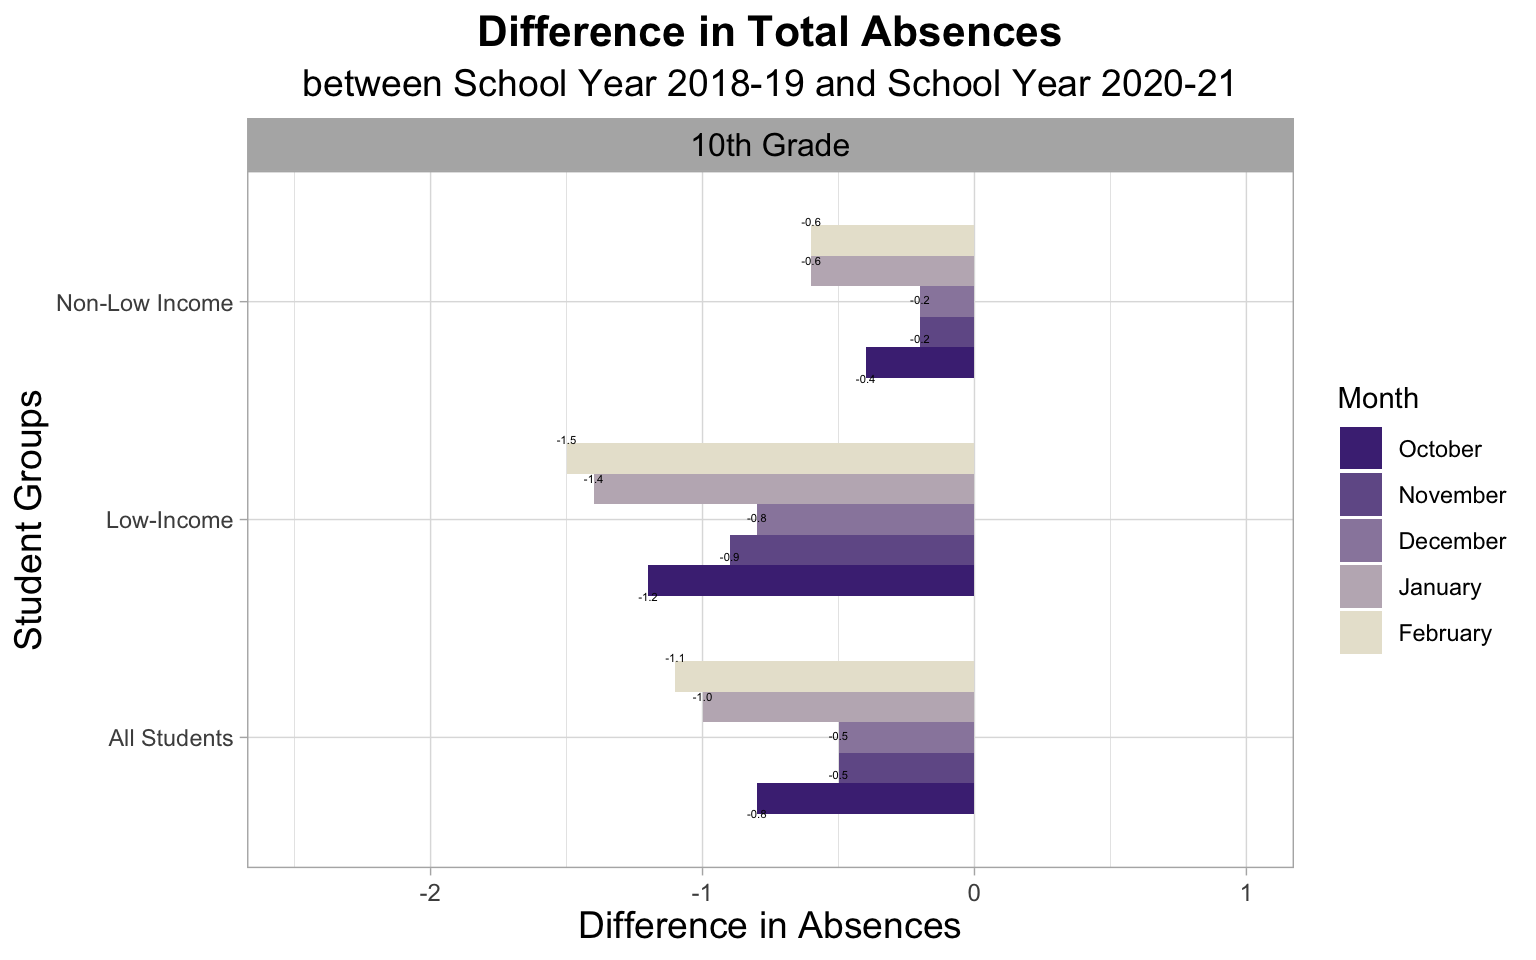 Difference in Total Absences
between School Year 2018-19 and School Year 2020-21
10th Grade
Student Groups
Non-Low Income
-0.6
-0.6
-0.2
-0.2
-0.4
Low-Income
-1.5
-1.4
-0.8
-0.9
-1.2
All Students
-1.1
-1.0
-0.5
-0.5
-0.8
-2 -1 0 1
Difference in Absences
Month
October
November
December
January
February